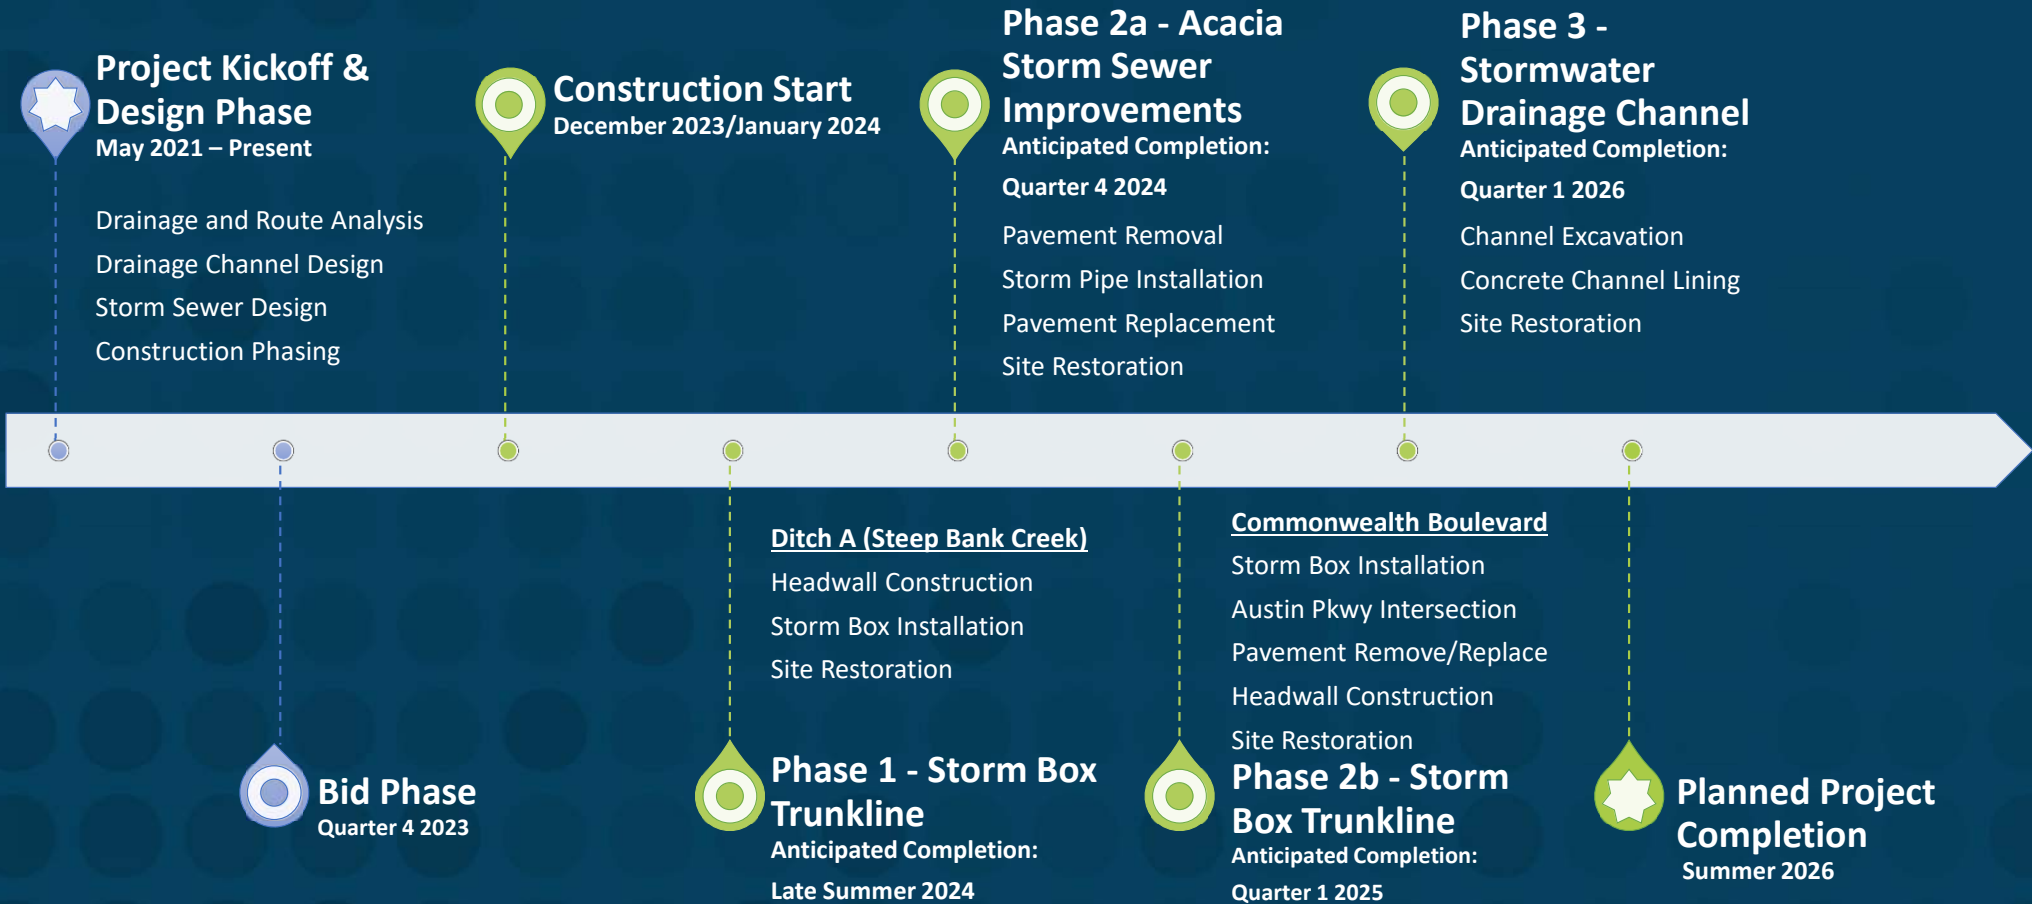 Project Kickoff &
Design Phase
May 2021 – Present
Drainage and Route Analysis
Drainage Channel Design
Storm Sewer Design
Construction Phasing
Construction Start
December 2023/January 2024
Phase 2a - Acacia
Storm Sewer
Improvements
Anticipated Completion:
Quarter 4 2024
Pavement Removal
Storm Pipe Installation
Pavement Replacement
Site Restoration
Phase 3 -
Stormwater
Drainage Channel
Anticipated Completion:
Quarter 1 2026
Channel Excavation
Concrete Channel Lining
Site Restoration
Bid Phase
Quarter 4 2023
Ditch A (Steep Bank Creek)
Headwall Construction
Storm Box Installation
Site Restoration
Phase 1 - Storm Box
Trunkline
Anticipated Completion:
Late Summer 2024
Commonwealth Boulevard
Storm Box Installation
Austin Pkwy Intersection
Pavement Remove/Replace
Headwall Construction
Site Restoration
Phase 2b - Storm
Box Trunkline
Anticipated Completion:
Quarter 1 2025
Planned Project
Completion
Summer 2026